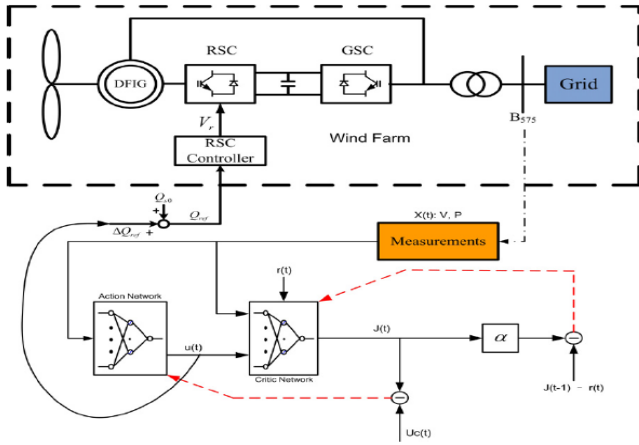 RSC
GSC
DFIG
Grid
V_r
B_575
RSC
Controller
Wind Farm
Q_s0
+
ΔQ_ref +
Q_ref
X(t): V, P
Measurements
r(t)
Action Network
u(t)
J(t)
α
Critic Network
J(t-1) - r(t)
Uc(t)